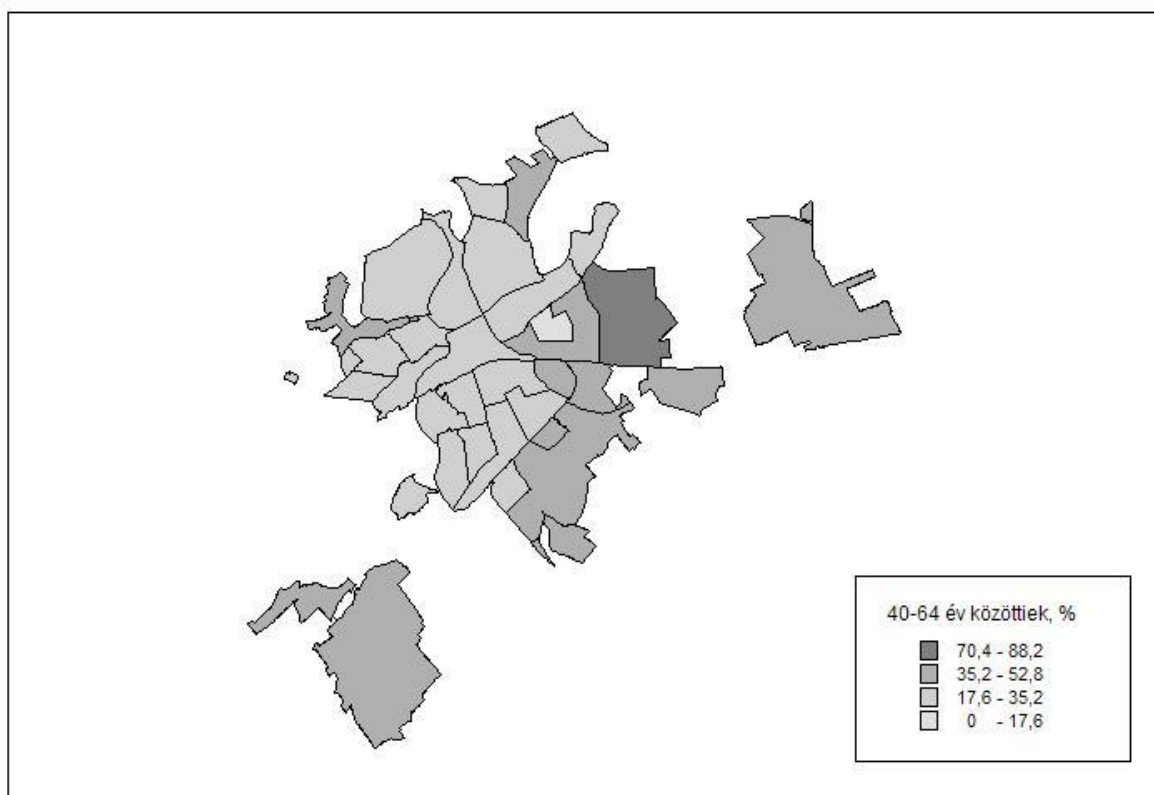 40-64 év közöttiek, %
70,4 - 88,2
35,2 - 52,8
17,6 - 35,2
0 - 17,6